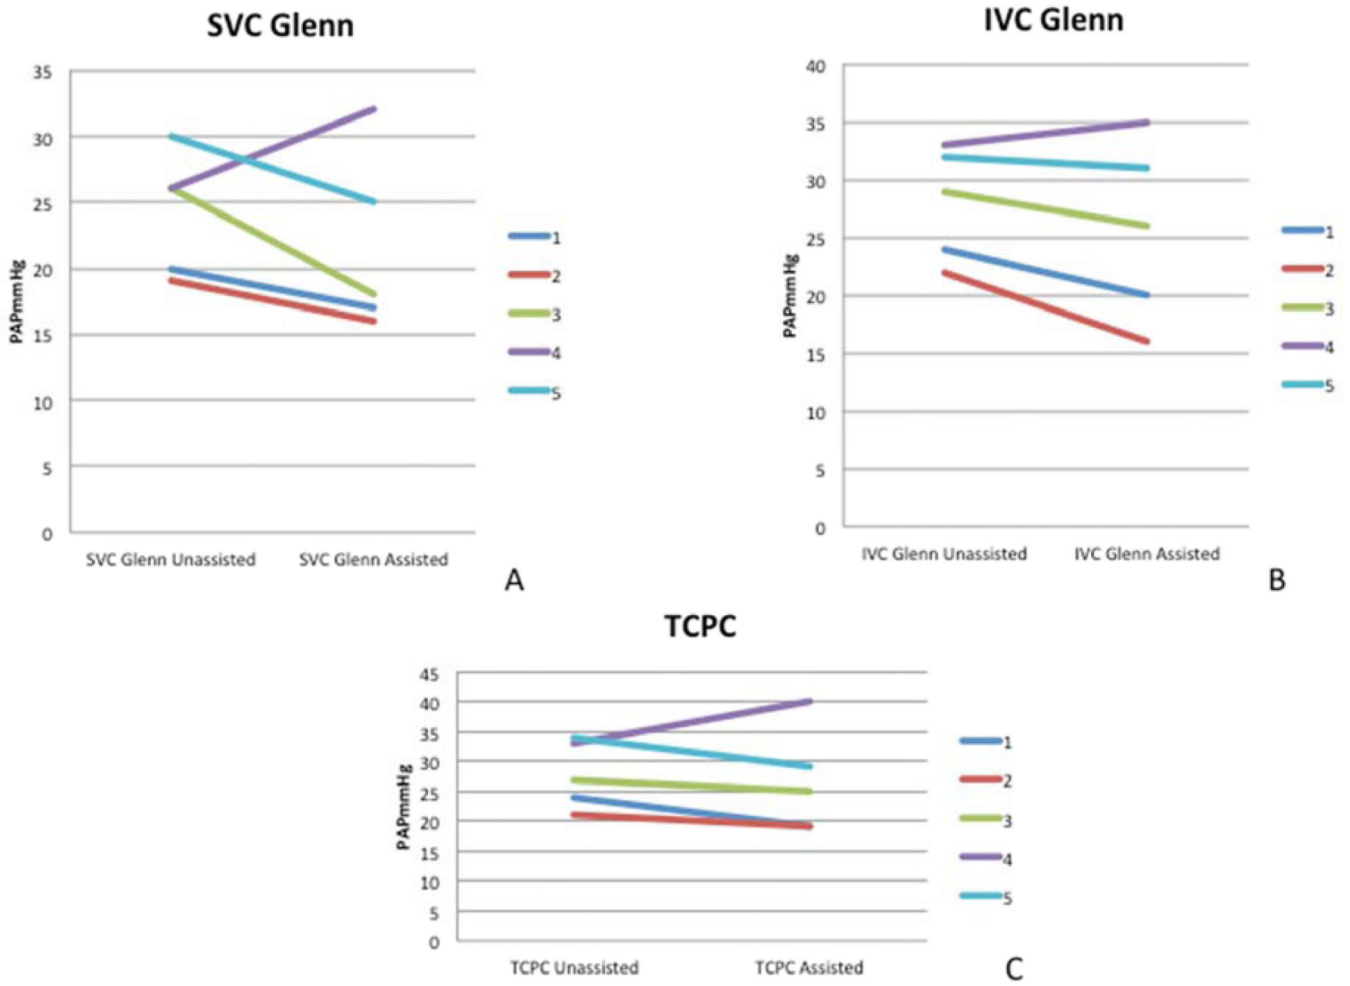 SVC Glenn
35
30
25
20
15
10
5
0
PAPmmHg
SVC Glenn Unassisted
SVC Glenn Assisted
1
2
3
4
5
A
IVC Glenn
40
35
30
25
20
15
10
5
0
PAPmmHg
IVC Glenn Unassisted
IVC Glenn Assisted
1
2
3
4
5
B
TCPC
45
40
35
30
25
20
15
10
5
0
PAPmmHg
TCPC Unassisted
TCPC Assisted
1
2
3
4
5
C